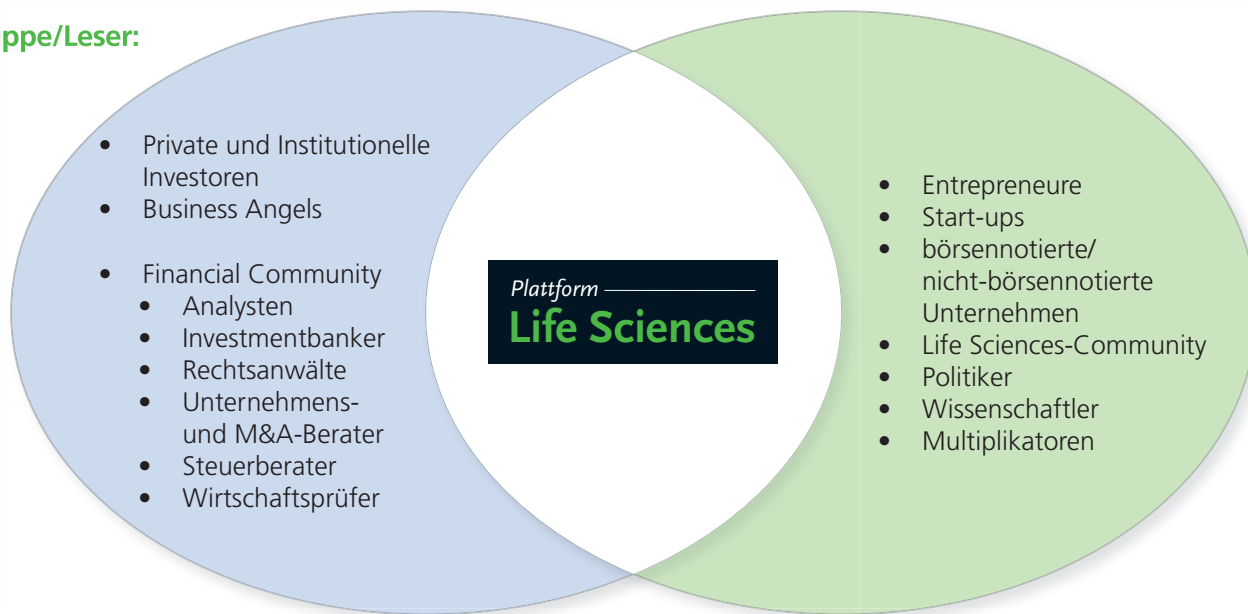 ppe/Leser:
• Private und Institutionelle
Investoren
• Business Angels
• Financial Community
• Analysten
• Investmentbanker
• Rechtsanwälte
• Unternehmens-
und M&A-Berater
• Steuerberater
• Wirtschaftsprüfer
Plattform
Life Sciences
• Entrepreneure
• Start-ups
• börsennotierte/
nicht-börsennotierte
Unternehmen
• Life Sciences-Community
• Politiker
• Wissenschaftler
• Multiplikatoren